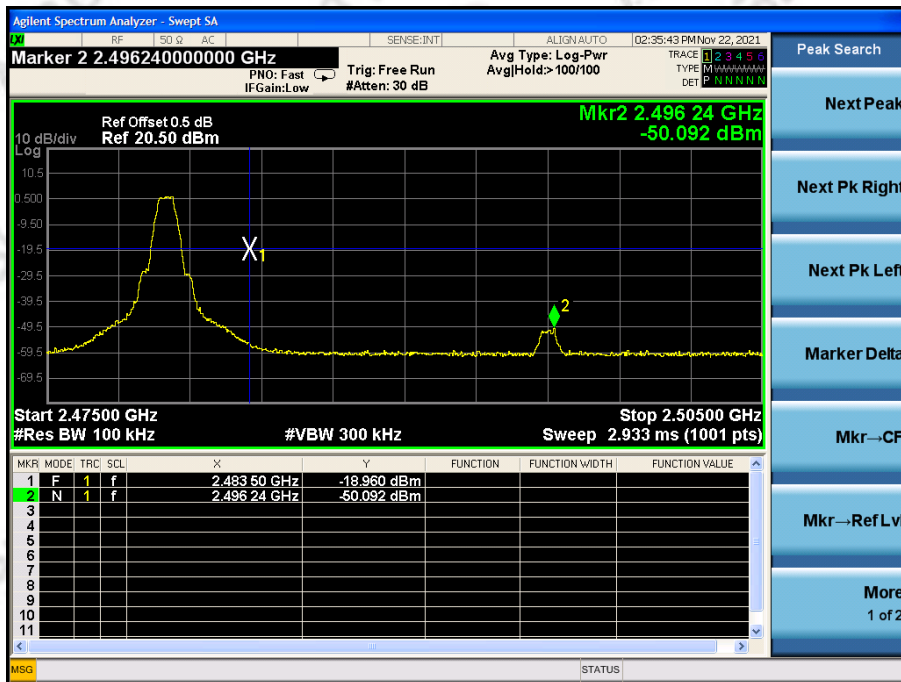 Agilent Spectrum Analyzer - Swept SA
LXI RF 50 Ω AC SENSE:INT ALIGN AUTO 02:35:43 PM Nov 22, 2021
Marker 2 2.496240000000 GHz
PNO: Fast
IFGain:Low
Trig: Free Run
#Atten: 30 dB
Avg Type: Log-Pwr
Avg|Hold:>100/100
TRACE 1 2 3 4 5 6
TYPE M
DET P N N N N N
Peak Search
Mkr2 2.496 24 GHz
-50.092 dBm
Ref Offset 0.5 dB
10 dB/div Ref 20.50 dBm
Log
10.5
0.500
-9.50
-19.5
-29.5
-39.5
-49.5
-59.5
-69.5
1
2
Start 2.47500 GHz Stop 2.50500 GHz
#Res BW 100 kHz #VBW 300 kHz Sweep 2.933 ms (1001 pts)
MKR MODE TRC SCL X Y FUNCTION FUNCTION WIDTH FUNCTION VALUE
1 F 1 f 2.483 50 GHz -18.960 dBm
2 N 1 f 2.496 24 GHz -50.092 dBm
3
4
5
6
7
8
9
10
11
Next Peak
Next Pk Right
Next Pk Left
Marker Delta
Mkr→CF
Mkr→Ref Lvl
More
1 of 2
MSG STATUS